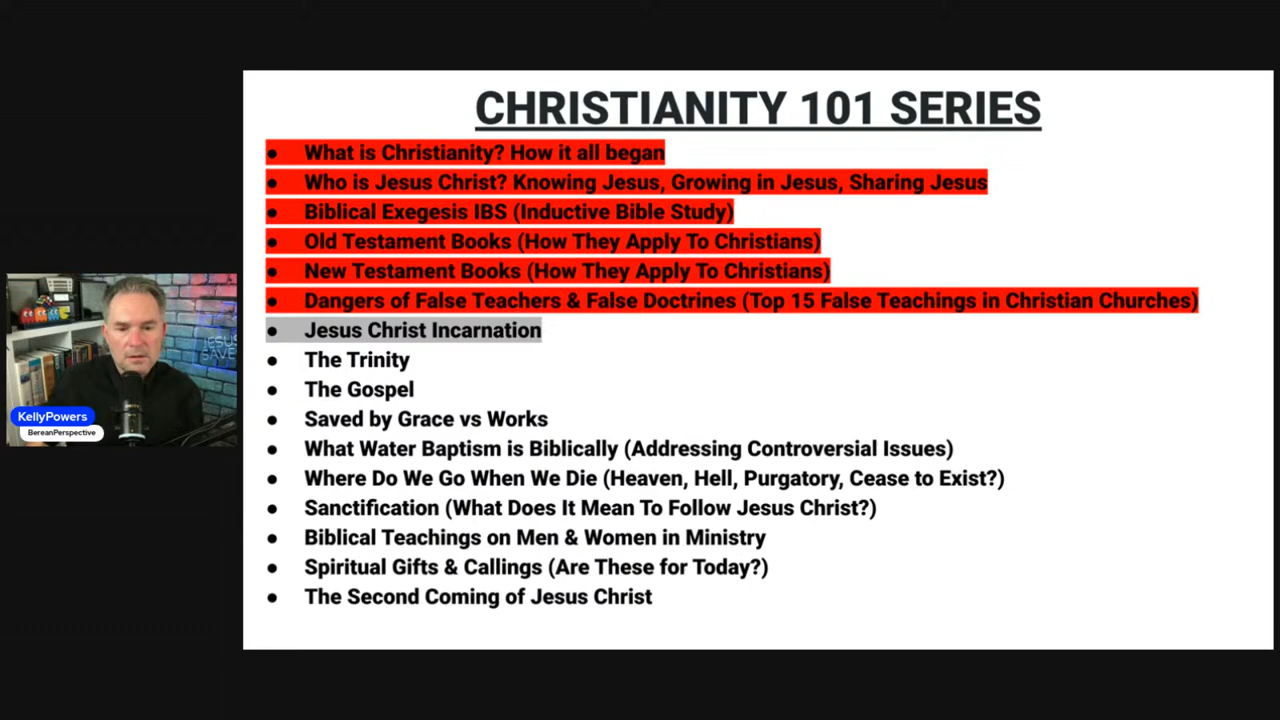 CHRISTIANITY 101 SERIES
● What is Christianity? How it all began
● Who is Jesus Christ? Knowing Jesus, Growing in Jesus, Sharing Jesus
● Biblical Exegesis IBS (Inductive Bible Study)
● Old Testament Books (How They Apply To Christians)
● New Testament Books (How They Apply To Christians)
● Dangers of False Teachers & False Doctrines (Top 15 False Teachings in Christian Churches)
● Jesus Christ Incarnation
● The Trinity
● The Gospel
● Saved by Grace vs Works
● What Water Baptism is Biblically (Addressing Controversial Issues)
● Where Do We Go When We Die (Heaven, Hell, Purgatory, Cease to Exist?)
● Sanctification (What Does It Mean To Follow Jesus Christ?)
● Biblical Teachings on Men & Women in Ministry
● Spiritual Gifts & Callings (Are These for Today?)
● The Second Coming of Jesus Christ
JESUS
SAVE
KellyPowers
BereanPerspective